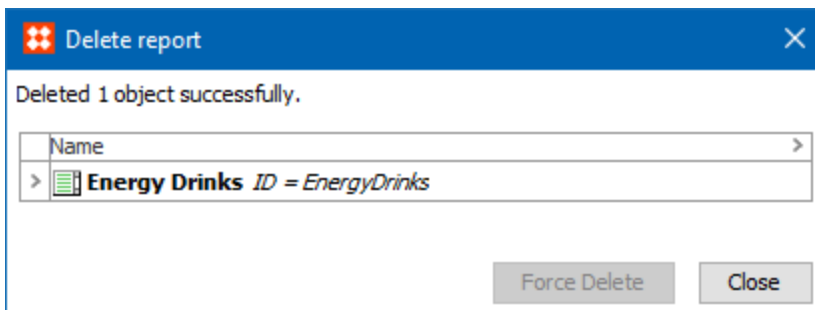 Delete report
Deleted 1 object successfully.
Name
Energy Drinks ID = EnergyDrinks
Force Delete Close